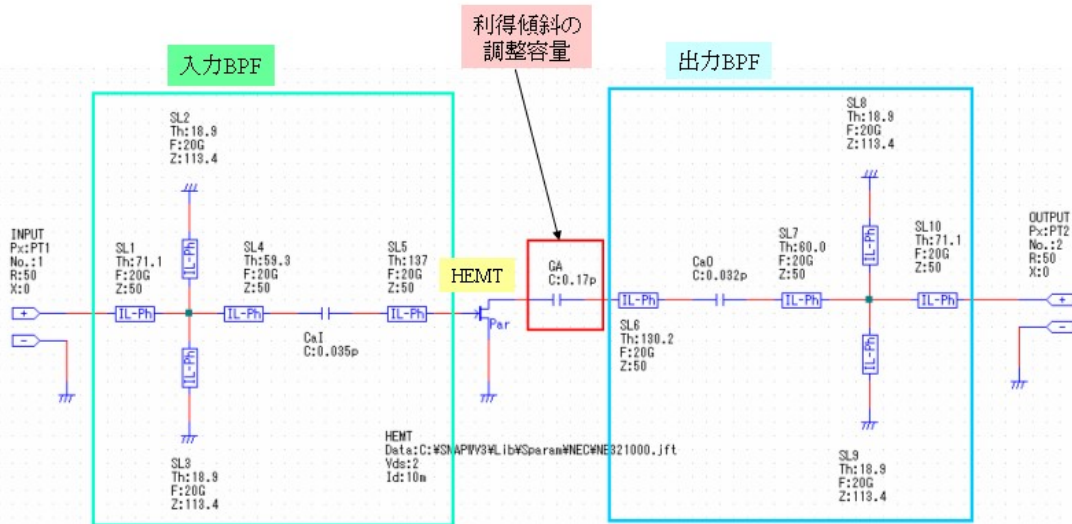 利得傾斜の
調整容量
入力BPF
出力BPF
SL2
Th:18.9
F:20G
Z:113.4
SL8
Th:18.9
F:20G
Z:113.4
INPUT
Px:PT1
No.:1
R:50
X:0
SL1
Th:71.1
F:20G
Z:50
IL-Ph
SL4
Th:59.3
F:20G
Z:50
SL5
Th:137
F:20G
Z:50
HEMT
GA
C:0.17p
CaO
C:0.032p
SL7
Th:60.0
F:20G
Z:50
IL-Ph
SL10
Th:71.1
F:20G
Z:50
OUTPUT
Px:PT2
No.:2
R:50
X:0
IL-Ph
IL-Ph
IL-Ph
IL-Ph
IL-Ph
IL-Ph
Par
CaI
C:0.035p
SL6
Th:130.2
F:20G
Z:50
IL-Ph
IL-Ph
HEMT
Data:C:¥SNAPWV3¥Lib¥Sparam¥NEC¥NE321000.jft
Vds:2
Id:10m
SL3
Th:18.9
F:20G
Z:113.4
SL9
Th:18.9
F:20G
Z:113.4